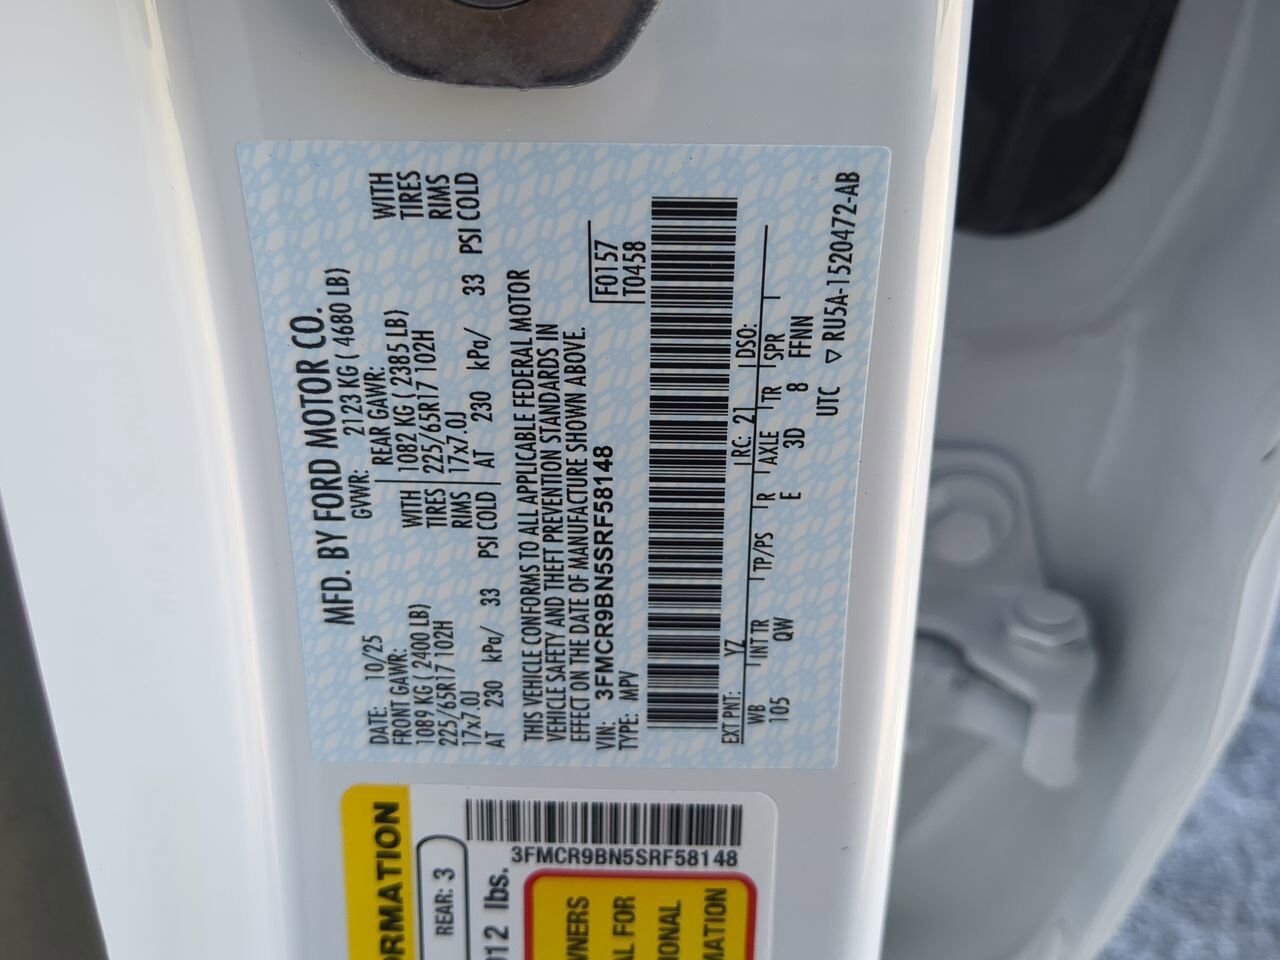 MFD. BY FORD MOTOR CO.
DATE: 10/25 GVWR: 2123 KG ( 4680 LB)
FRONT GAWR: REAR GAWR:
1089 KG ( 2400 LB) WITH 1082 KG ( 2385 LB) WITH
225/65R17 102H TIRES 225/65R17 102H TIRES
17x7.0J RIMS 17x7.0J RIMS
AT 230 kPa/ 33 PSI COLD AT 230 kPa/ 33 PSI COLD
THIS VEHICLE CONFORMS TO ALL APPLICABLE FEDERAL MOTOR
VEHICLE SAFETY AND THEFT PREVENTION STANDARDS IN
EFFECT ON THE DATE OF MANUFACTURE SHOWN ABOVE.
VIN: 3FMCR9BN5SRF58148
TYPE: MPV
F0157
T0458
EXT PNT: YZ RC: 21 DSO:
WB INT TR TP/PS R AXLE TR SPR
105 QW E 3D 8 FFNN
UTC ▽ RU5A-1520472-AB
ORMATION
REAR: 3
912 lbs.
3FMCR9BN5SRF58148
WNERS
AL FOR
IONAL
MATION